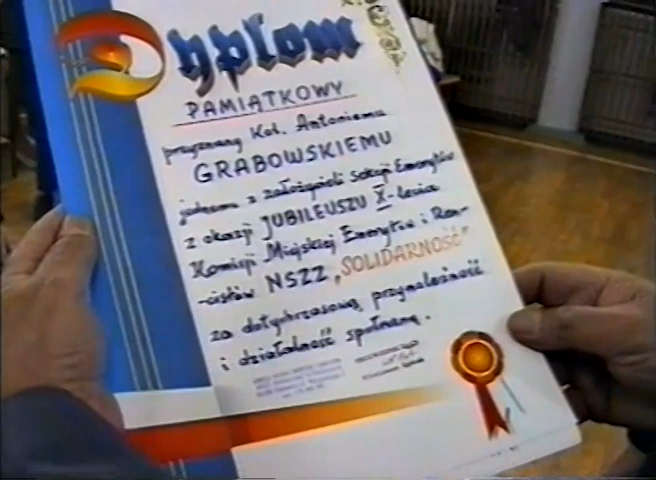 Dyplom
PAMIĄTKOWY
przyznany Kol. Antoniemu
GRABOWSKIEMU
jednemu z założycieli Sekcji Emerytów
z okazji JUBILEUSZU X-lecia
Komisji Miejskiej Emerytów i Ren-
-cistów NSZZ „SOLIDARNOŚĆ"
za dotychczasową przynależność
i działalność społeczną.